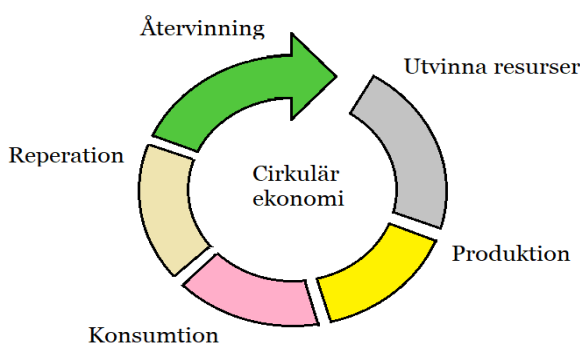 Återvinning
Utvinna resurser
Reperation
Cirkulär
ekonomi
Produktion
Konsumtion